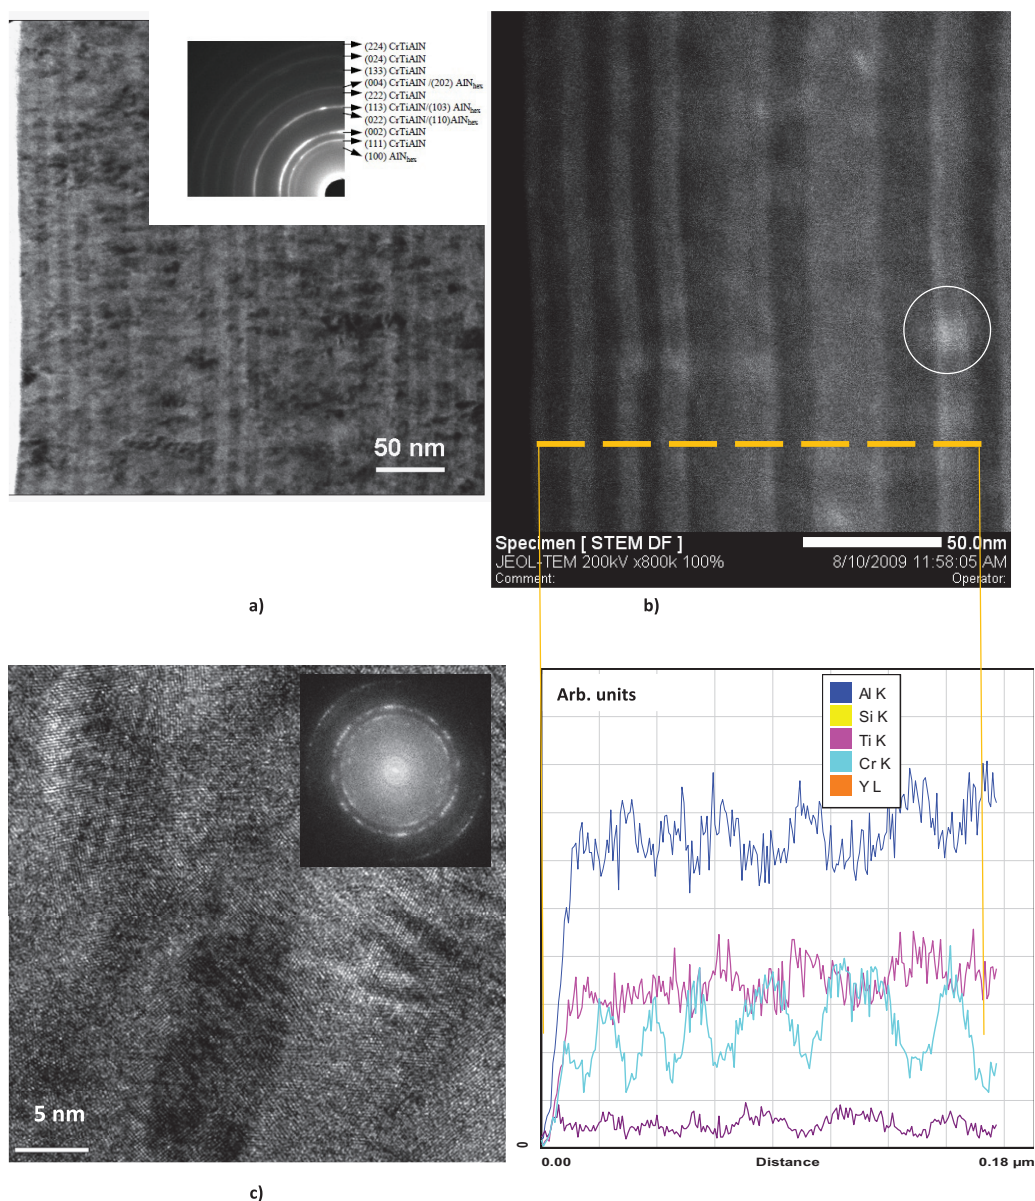 (224) CrTiAlN
(024) CrTiAlN
(133) CrTiAlN
(004) CrTiAlN /(202) AlNhex
(222) CrTiAlN
(113) CrTiAlN/(103) AlNhex
(022) CrTiAlN/(110)AlNhex
(002) CrTiAlN
(111) CrTiAlN
(100) AlNhex
50 nm
Specimen [ STEM DF ]
50.0nm
JEOL-TEM 200kV x800k 100%
8/10/2009 11:58:05 AM
Comment:
Operator:
a)
b)
5 nm
c)
Arb. units
Al K
Si K
Ti K
Cr K
Y L
0
0.00
Distance
0.18 µm